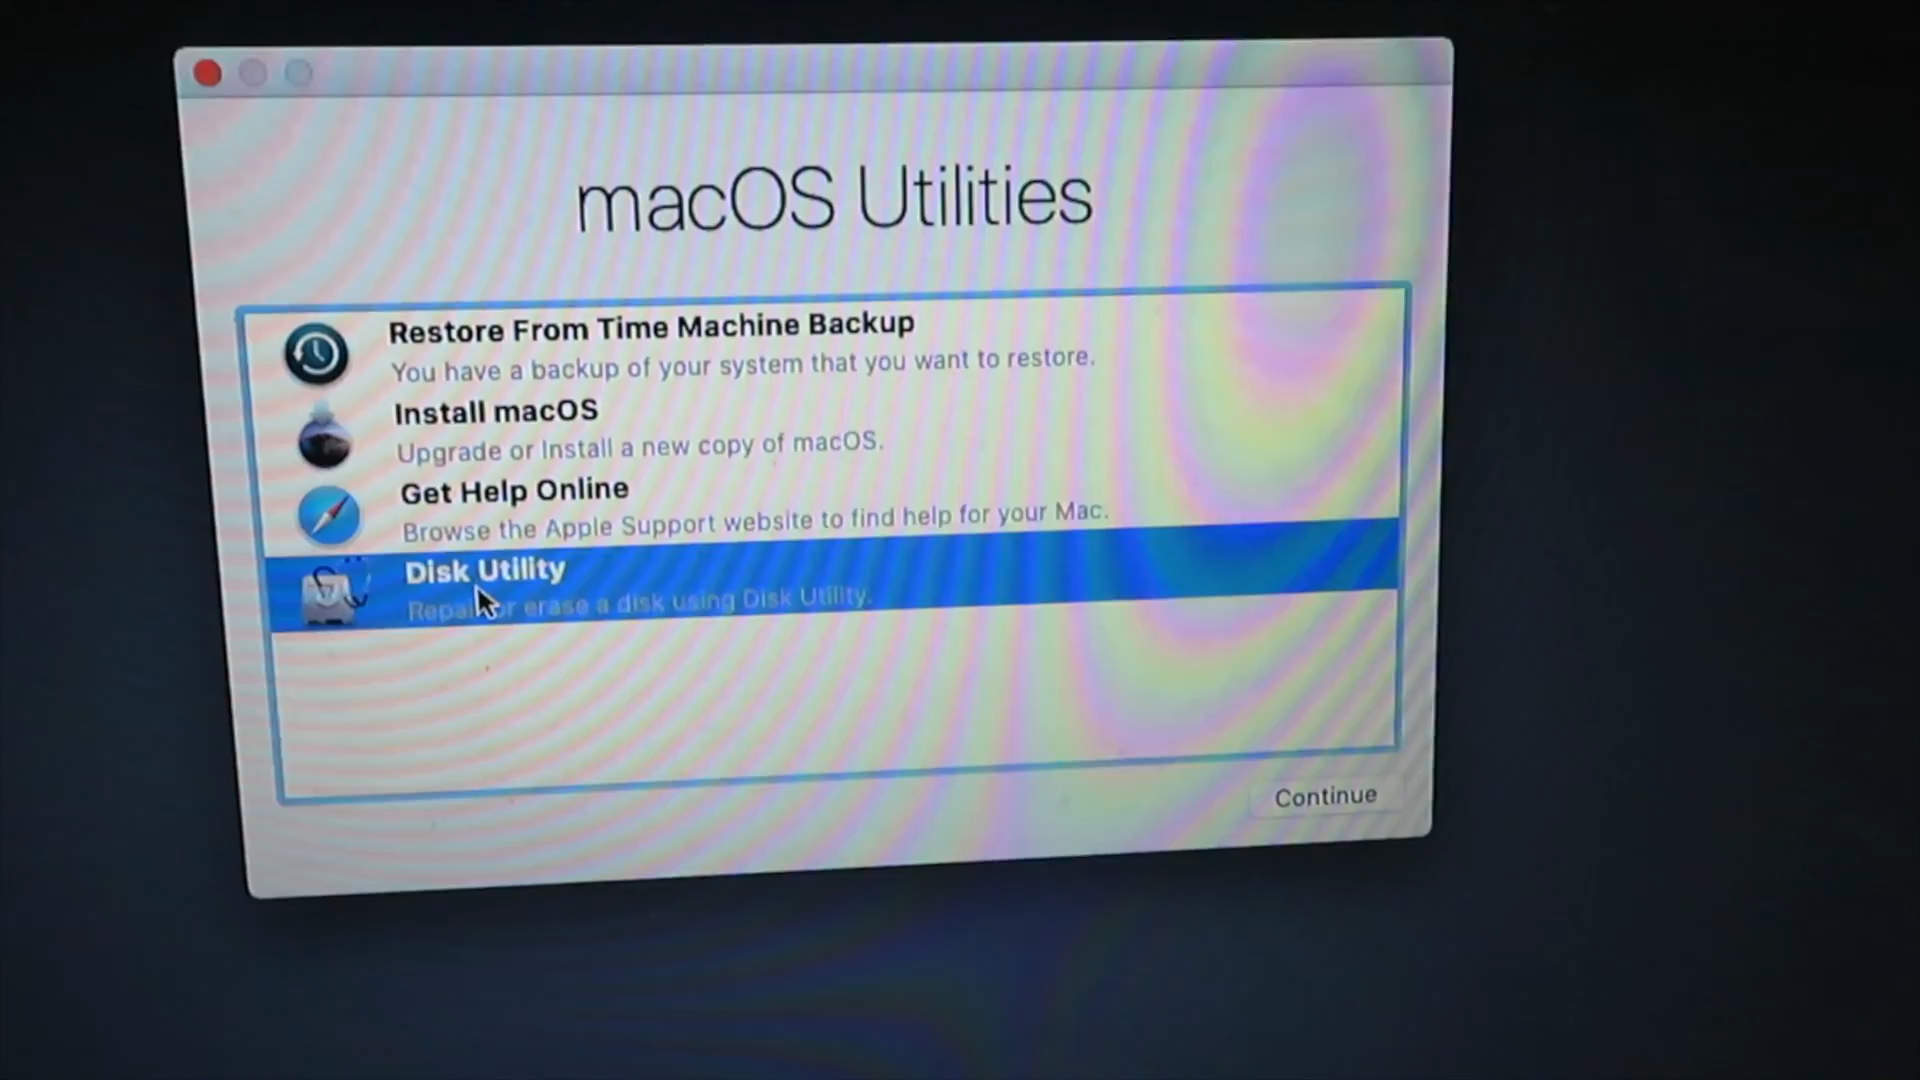 macOS Utilities
Restore From Time Machine Backup
You have a backup of your system that you want to restore.
Install macOS
Upgrade or Install a new copy of macOS.
Get Help Online
Browse the Apple Support website to find help for your Mac.
Disk Utility
Repair or erase a disk using Disk Utility.
Continue